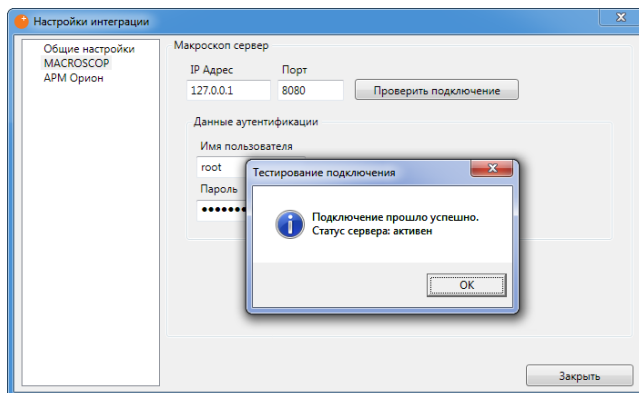 Настройки интеграции
Общие настройки
MACROSCOP
АРМ Орион
Макроскоп сервер
IP Адрес Порт
127.0.0.1 8080 Проверить подключение
Данные аутентификации
Имя пользователя
root
Пароль
Тестирование подключения
Подключение прошло успешно.
Статус сервера: активен
OK
Закрыть